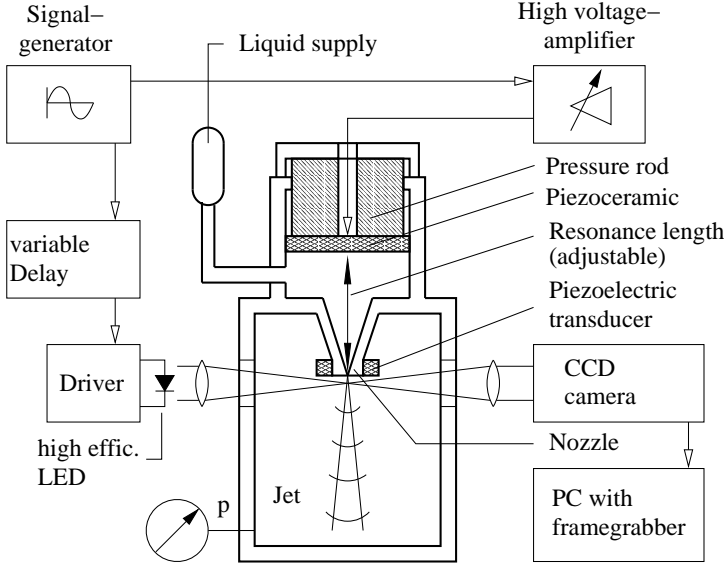 Signal–
generator
Liquid supply
High voltage–
amplifier
Pressure rod
Piezoceramic
variable
Delay
Resonance length
(adjustable)
Piezoelectric
transducer
Driver
CCD
camera
high effic.
LED
Nozzle
p
Jet
PC with
framegrabber